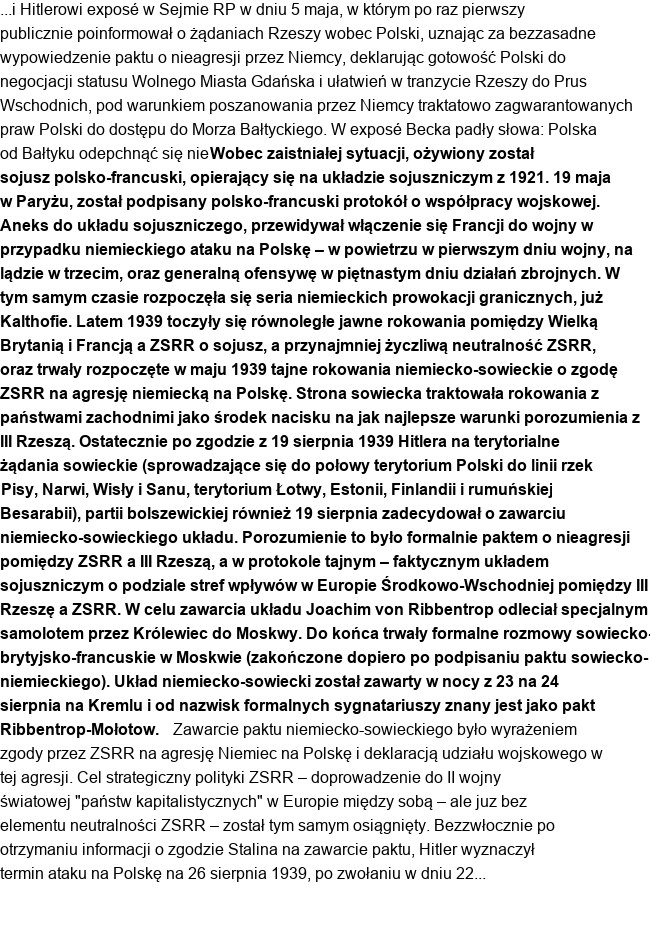 ...i Hitlerowi exposé w Sejmie RP w dniu 5 maja, w którym po raz pierwszy
publicznie poinformował o żądaniach Rzeszy wobec Polski, uznając za bezzasadne
wypowiedzenie paktu o nieagresji przez Niemcy, deklarując gotowość Polski do
negocjacji statusu Wolnego Miasta Gdańska i ułatwień w tranzycie Rzeszy do Prus
Wschodnich, pod warunkiem poszanowania przez Niemcy traktatowo zagwarantowanych
praw Polski do dostępu do Morza Bałtyckiego. W exposé Becka padły słowa: Polska
od Bałtyku odepchnąć się nieWobec zaistniałej sytuacji, ożywiony został
sojusz polsko-francuski, opierający się na układzie sojuszniczym z 1921. 19 maja
w Paryżu, został podpisany polsko-francuski protokół o współpracy wojskowej.
Aneks do układu sojuszniczego, przewidywał włączenie się Francji do wojny w
przypadku niemieckiego ataku na Polskę – w powietrzu w pierwszym dniu wojny, na
lądzie w trzecim, oraz generalną ofensywę w piętnastym dniu działań zbrojnych. W
tym samym czasie rozpoczęła się seria niemieckich prowokacji granicznych, już
Kalthofie. Latem 1939 toczyły się równoległe jawne rokowania pomiędzy Wielką
Brytanią i Francją a ZSRR o sojusz, a przynajmniej życzliwą neutralność ZSRR,
oraz trwały rozpoczęte w maju 1939 tajne rokowania niemiecko-sowieckie o zgodę
ZSRR na agresję niemiecką na Polskę. Strona sowiecka traktowała rokowania z
państwami zachodnimi jako środek nacisku na jak najlepsze warunki porozumienia z
III Rzeszą. Ostatecznie po zgodzie z 19 sierpnia 1939 Hitlera na terytorialne
żądania sowieckie (sprowadzające się do połowy terytorium Polski do linii rzek
Pisy, Narwi, Wisły i Sanu, terytorium Łotwy, Estonii, Finlandii i rumuńskiej
Besarabii), partii bolszewickiej również 19 sierpnia zadecydował o zawarciu
niemiecko-sowieckiego układu. Porozumienie to było formalnie paktem o nieagresji
pomiędzy ZSRR a III Rzeszą, a w protokole tajnym – faktycznym układem
sojuszniczym o podziale stref wpływów w Europie Środkowo-Wschodniej pomiędzy III
Rzeszę a ZSRR. W celu zawarcia układu Joachim von Ribbentrop odleciał specjalnym
samolotem przez Królewiec do Moskwy. Do końca trwały formalne rozmowy sowiecko-
brytyjsko-francuskie w Moskwie (zakończone dopiero po podpisaniu paktu sowiecko-
niemieckiego). Układ niemiecko-sowiecki został zawarty w nocy z 23 na 24
sierpnia na Kremlu i od nazwisk formalnych sygnatariuszy znany jest jako pakt
Ribbentrop-Mołotow. Zawarcie paktu niemiecko-sowieckiego było wyrażeniem
zgody przez ZSRR na agresję Niemiec na Polskę i deklaracją udziału wojskowego w
tej agresji. Cel strategiczny polityki ZSRR – doprowadzenie do II wojny
światowej "państw kapitalistycznych" w Europie między sobą – ale juz bez
elementu neutralności ZSRR – został tym samym osiągnięty. Bezzwłocznie po
otrzymaniu informacji o zgodzie Stalina na zawarcie paktu, Hitler wyznaczył
termin ataku na Polskę na 26 sierpnia 1939, po zwołaniu w dniu 22...